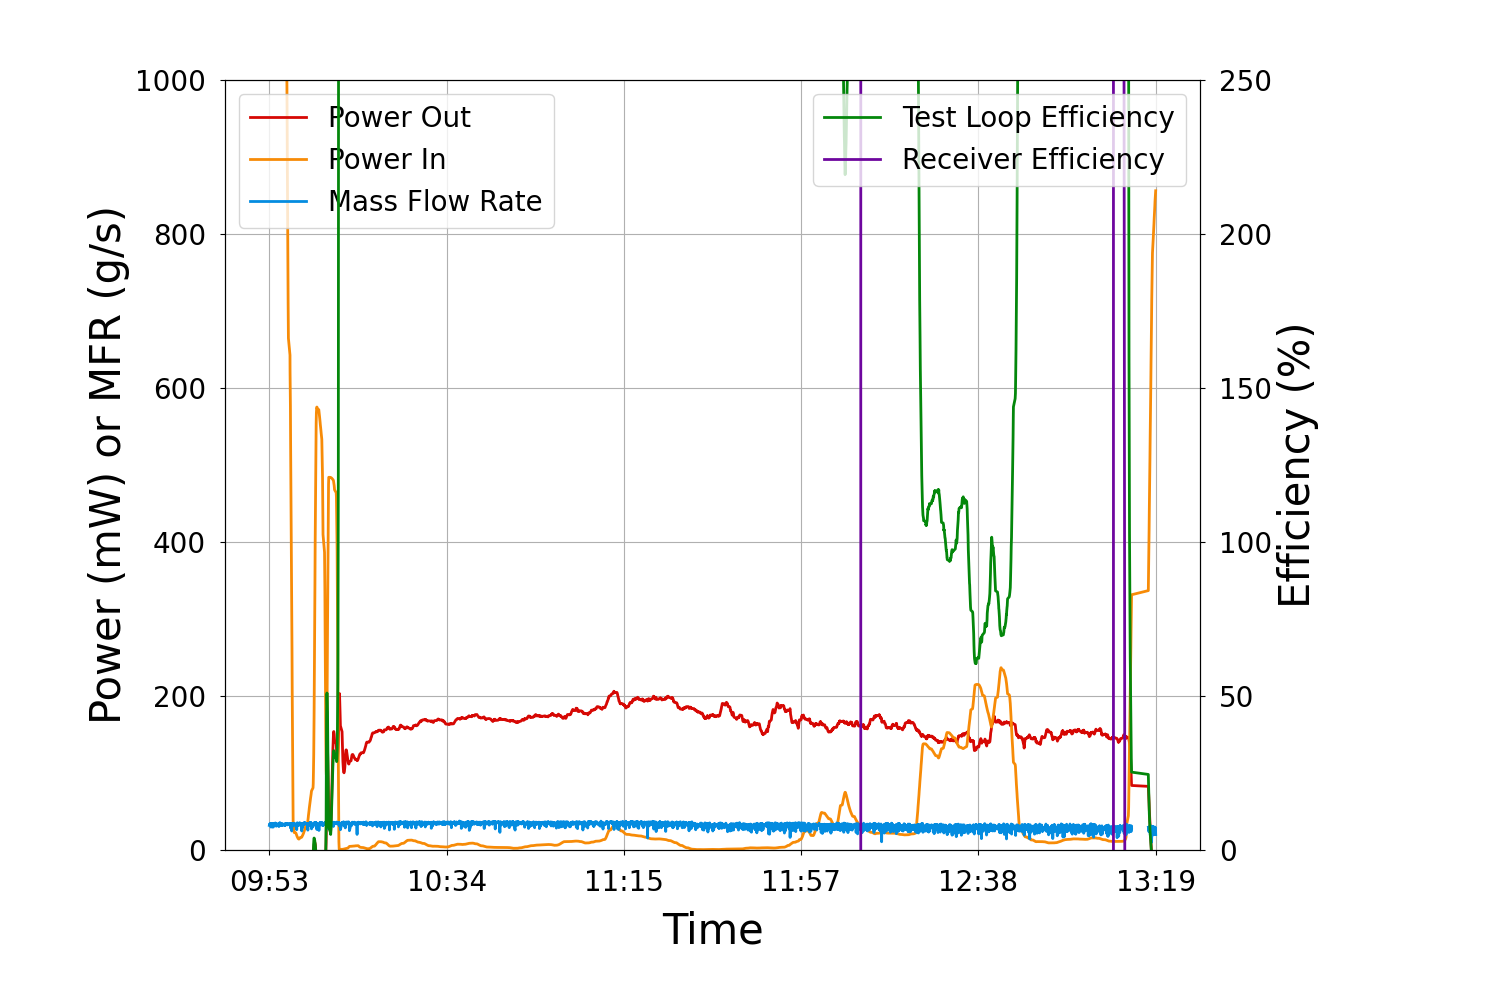 1000
800
600
400
200
0
Power (mW) or MFR (g/s)
Power Out
Power In
Mass Flow Rate
Test Loop Efficiency
Receiver Efficiency
250
200
150
100
50
0
Efficiency (%)
09:53 10:34 11:15 11:57 12:38 13:19
Time